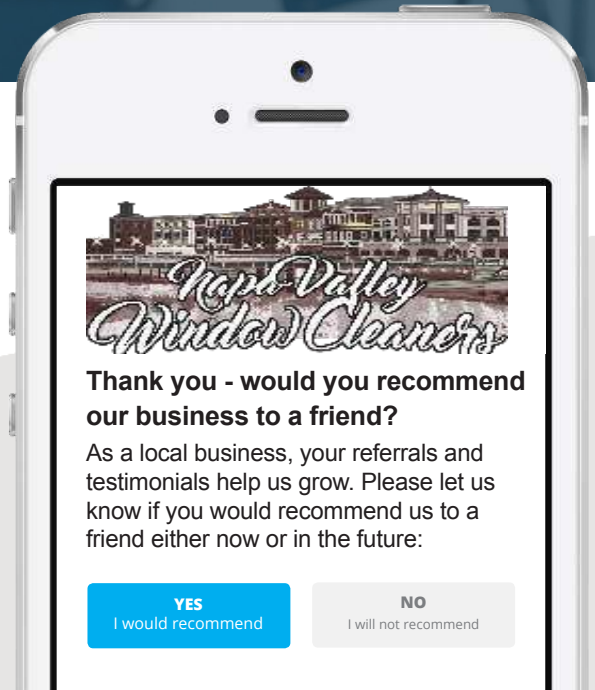 Napa Valley
Window Cleaners
Thank you - would you recommend
our business to a friend?
As a local business, your referrals and
testimonials help us grow. Please let us
know if you would recommend us to a
friend either now or in the future:
YES
I would recommend
NO
I will not recommend